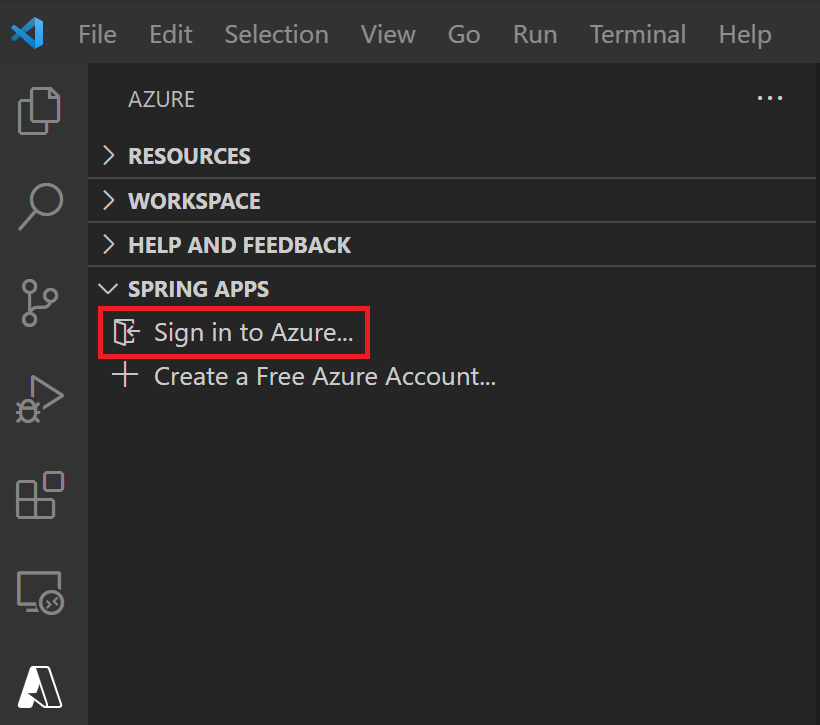 File Edit Selection View Go Run Terminal Help
AZURE
RESOURCES
WORKSPACE
HELP AND FEEDBACK
SPRING APPS
Sign in to Azure...
Create a Free Azure Account...